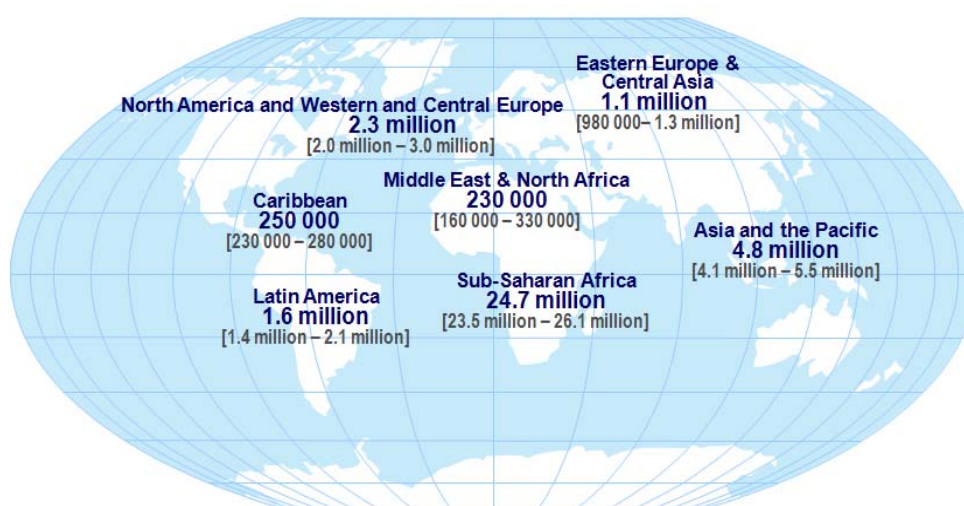 Eastern Europe &
Central Asia
1.1 million
[980 000– 1.3 million]
North America and Western and Central Europe
2.3 million
[2.0 million – 3.0 million]
Middle East & North Africa
230 000
[160 000 – 330 000]
Caribbean
250 000
[230 000 – 280 000]
Asia and the Pacific
4.8 million
[4.1 million – 5.5 million]
Sub-Saharan Africa
24.7 million
[23.5 million – 26.1 million]
Latin America
1.6 million
[1.4 million – 2.1 million]